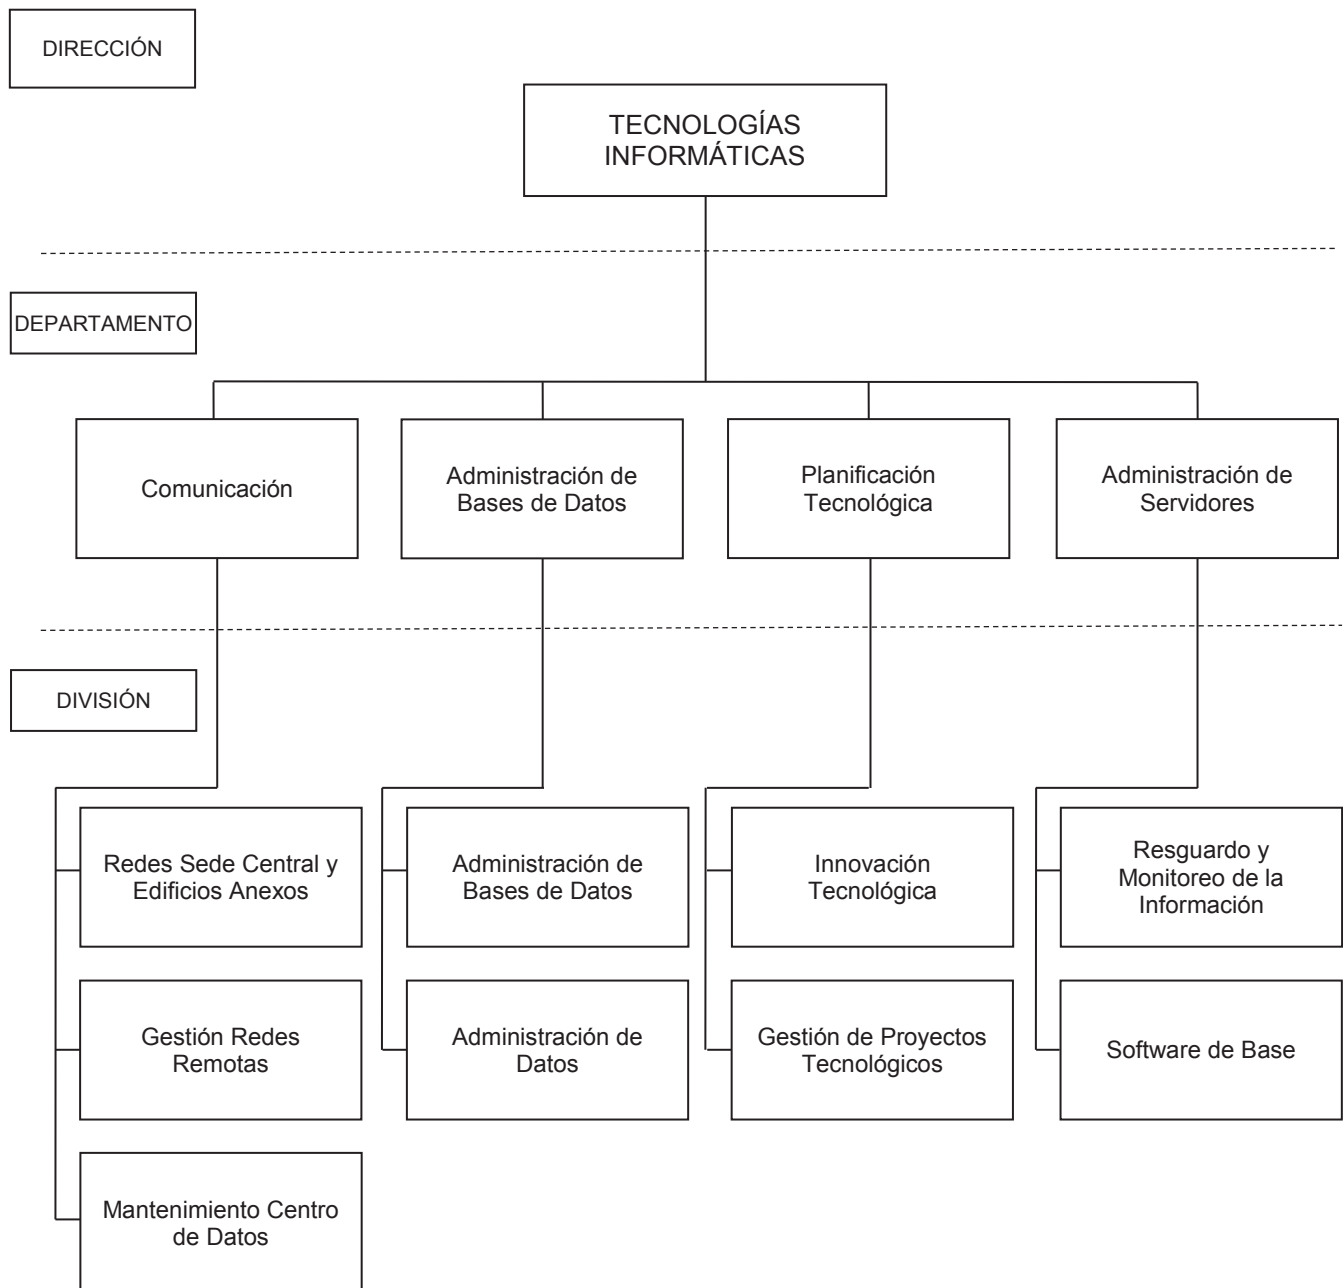 DIRECCIÓN
TECNOLOGÍAS
INFORMÁTICAS
DEPARTAMENTO
Comunicación
Administración de
Bases de Datos
Planificación
Tecnológica
Administración de
Servidores
DIVISIÓN
Redes Sede Central y
Edificios Anexos
Administración de
Bases de Datos
Innovación
Tecnológica
Resguardo y
Monitoreo de la
Información
Gestión Redes
Remotas
Administración de
Datos
Gestión de Proyectos
Tecnológicos
Software de Base
Mantenimiento Centro
de Datos